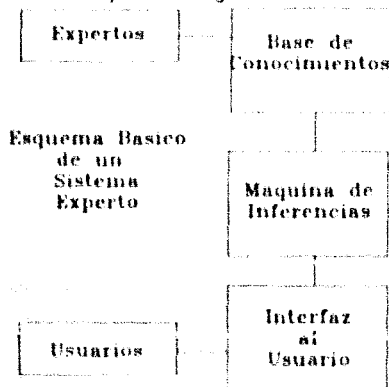 Expertos
Base de
Conocimientos
Esquema Basico
de un
Sistema
Experto
Maquina de
Inferencias
Interfaz
al
Usuario
Usuarios